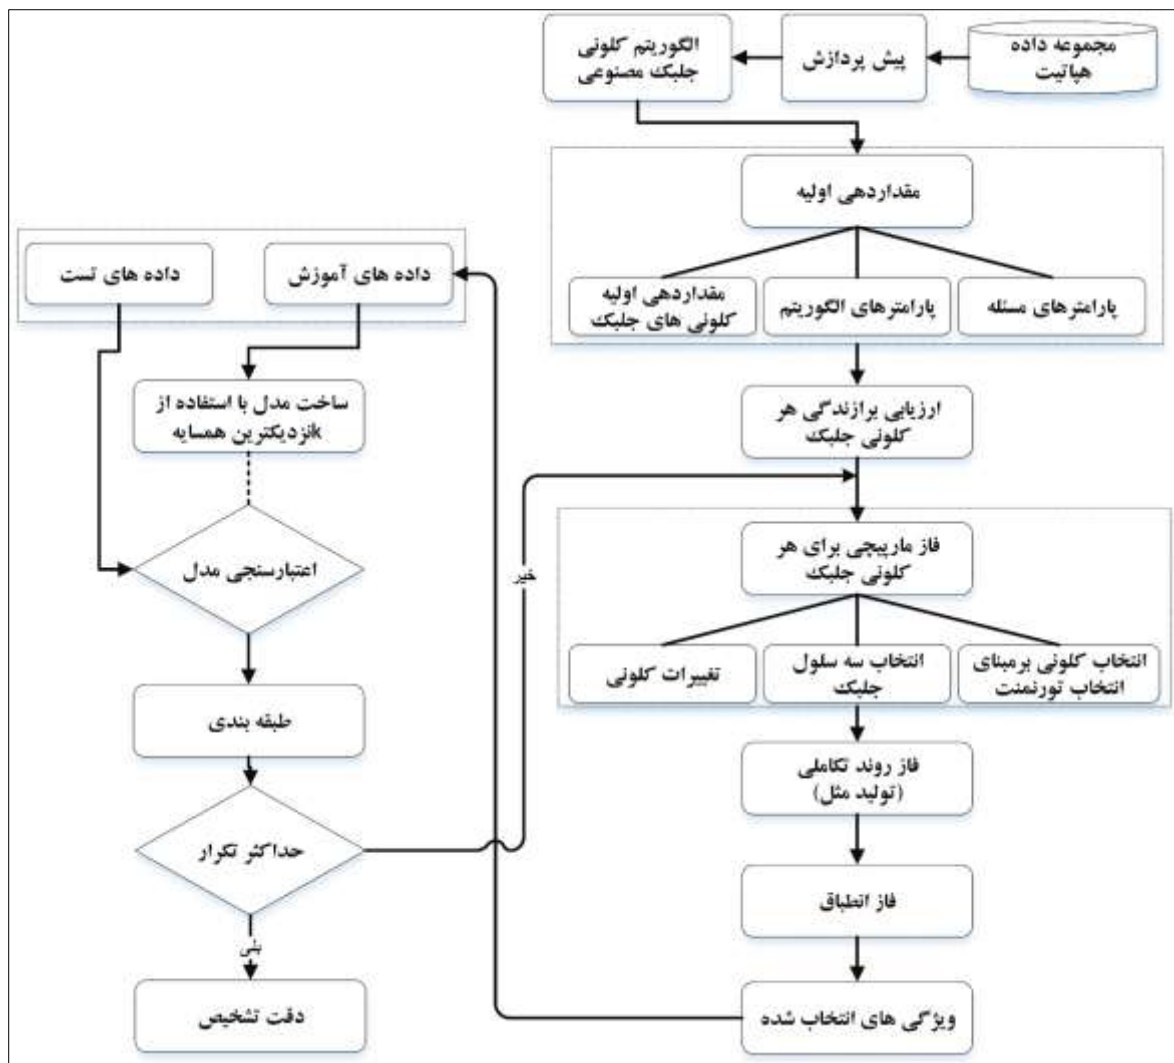 مجموعه داده
هپاتیت
پیش پردازش
الگوریتم کلونی
جلبک مصنوعی
مقداردهی اولیه
پارامترهای مسئله
پارامترهای الگوریتم
مقداردهی اولیه
کلونی های جلبک
ارزیابی برازندگی هر
کلونی جلبک
فاز مارپیچی برای هر
کلونی جلبک
انتخاب کلونی برمبنای
انتخاب تورنمنت
انتخاب سه سلول
جلبک
تغییرات کلونی
فاز روند تکاملی
(تولید مثل)
فاز انطباق
ویژگی های انتخاب شده
داده های آموزش
داده های تست
ساخت مدل با استفاده از
kنزدیکترین همسایه
اعتبارسنجی مدل
طبقه بندی
حداکثر تکرار
خیر
بلی
دقت تشخیص